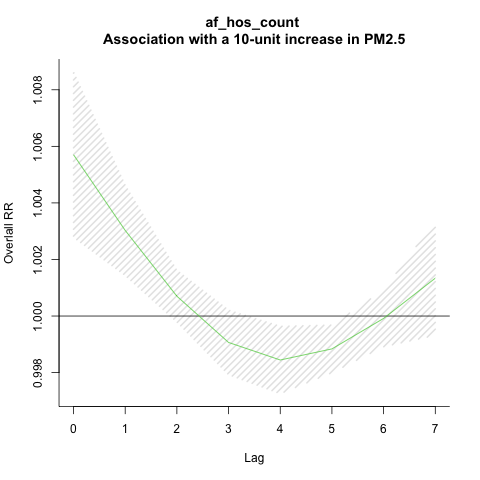 af_hos_count
Association with a 10-unit increase in PM2.5
1.008
1.006
1.004
1.002
1.000
0.998
Overlall RR
0 1 2 3 4 5 6 7
Lag